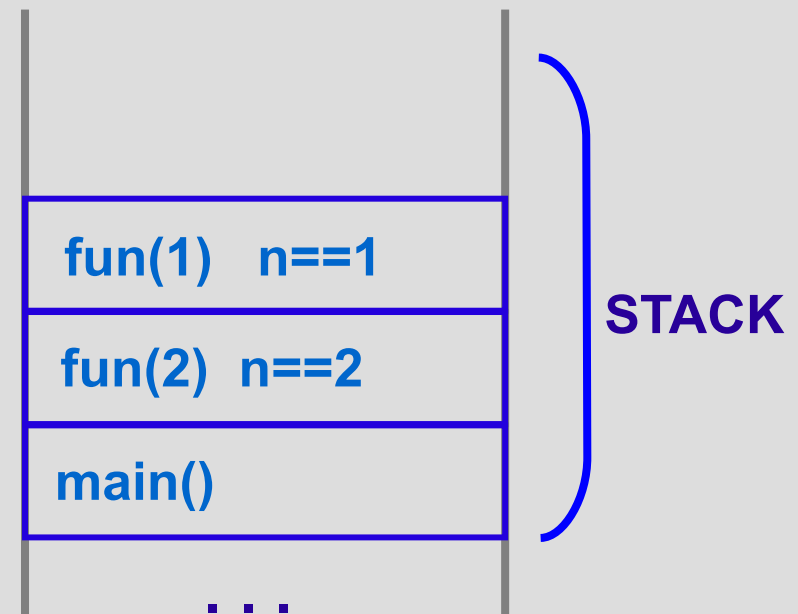 fun(1) n==1
STACK
fun(2) n==2
main()
...